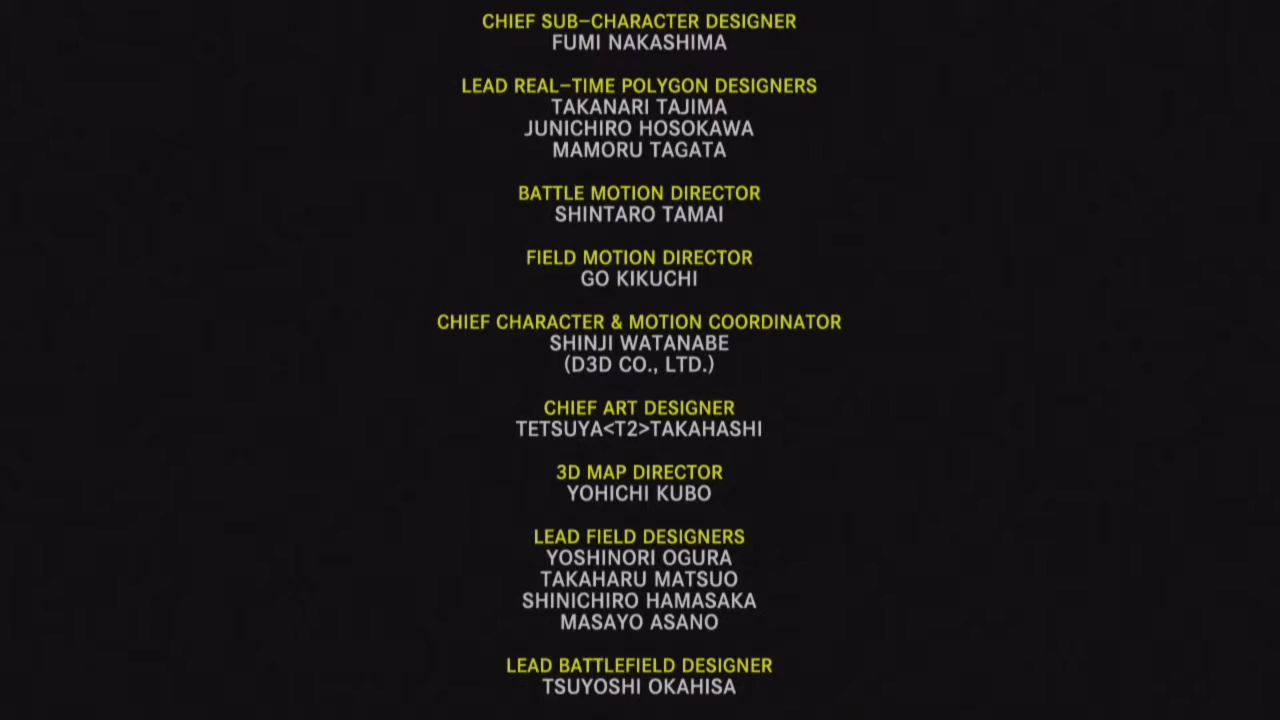 CHIEF SUB-CHARACTER DESIGNER
FUMI NAKASHIMA
LEAD REAL-TIME POLYGON DESIGNERS
TAKANARI TAJIMA
JUNICHIRO HOSOKAWA
MAMORU TAGATA
BATTLE MOTION DIRECTOR
SHINTARO TAMAI
FIELD MOTION DIRECTOR
GO KIKUCHI
CHIEF CHARACTER & MOTION COORDINATOR
SHINJI WATANABE
(D3D CO., LTD.)
CHIEF ART DESIGNER
TETSUYA<T2>TAKAHASHI
3D MAP DIRECTOR
YOHICHI KUBO
LEAD FIELD DESIGNERS
YOSHINORI OGURA
TAKAHARU MATSUO
SHINICHIRO HAMASAKA
MASAYO ASANO
LEAD BATTLEFIELD DESIGNER
TSUYOSHI OKAHISA